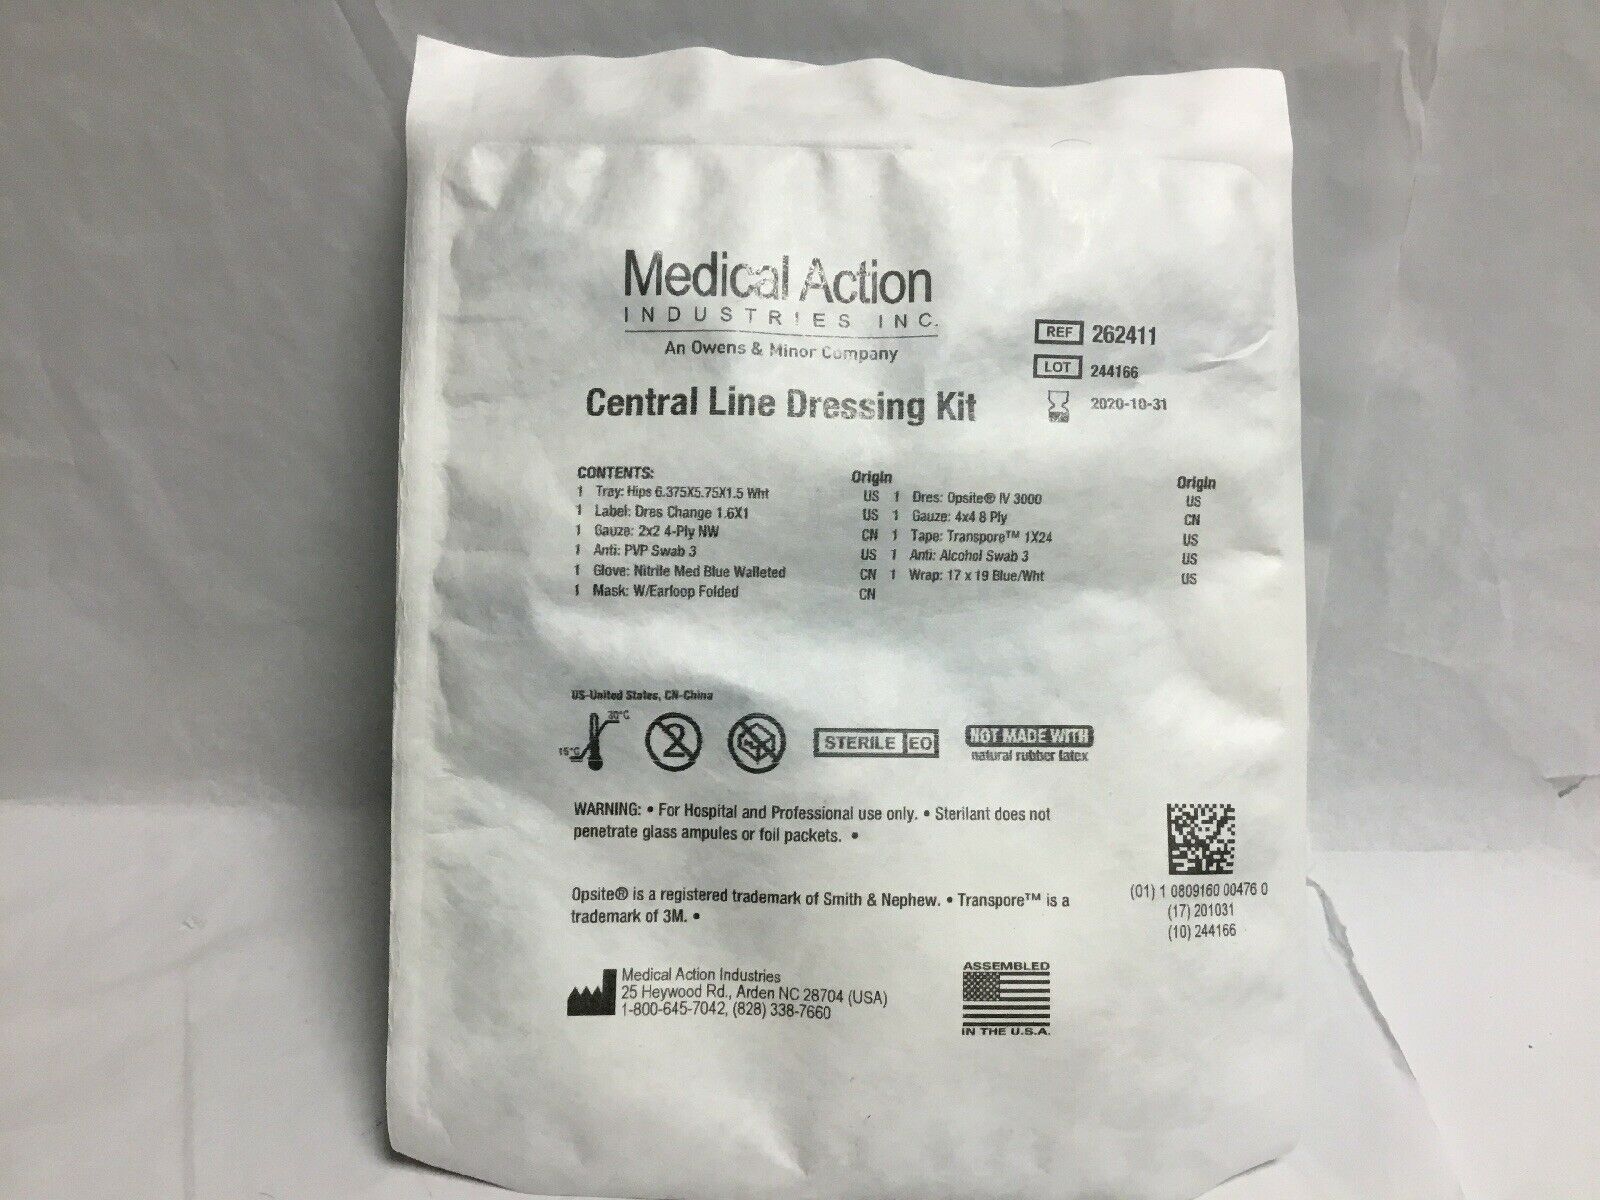 Medical Action
INDUSTRIES INC.
An Owens & Minor Company
Central Line Dressing Kit
REF 262411
LOT 244166
2020-10-31
CONTENTS: Origin Origin
1 Tray: Hips 6.375X5.75X1.5 Wht US 1 Dres: Opsite® IV 3000 US
1 Label: Dres Change 1.6X1 US 1 Gauze: 4x4 8 Ply CN
1 Gauze: 2x2 4-Ply NW CN 1 Tape: Transpore™ 1X24 US
1 Anti: PVP Swab 3 US 1 Anti: Alcohol Swab 3 US
1 Glove: Nitrile Med Blue Walleted CN 1 Wrap: 17 x 19 Blue/Wht US
1 Mask: W/Earloop Folded CN
US-United States, CN-China
30°C
15°C
2
STERILE EO
NOT MADE WITH
natural rubber latex
WARNING: • For Hospital and Professional use only. • Sterilant does not
penetrate glass ampules or foil packets. •
Opsite® is a registered trademark of Smith & Nephew. • Transpore™ is a
trademark of 3M. •
(01) 1 0809160 00476 0
(17) 201031
(10) 244166
Medical Action Industries
25 Heywood Rd., Arden NC 28704 (USA)
1-800-645-7042, (828) 338-7660
ASSEMBLED
IN THE U.S.A.